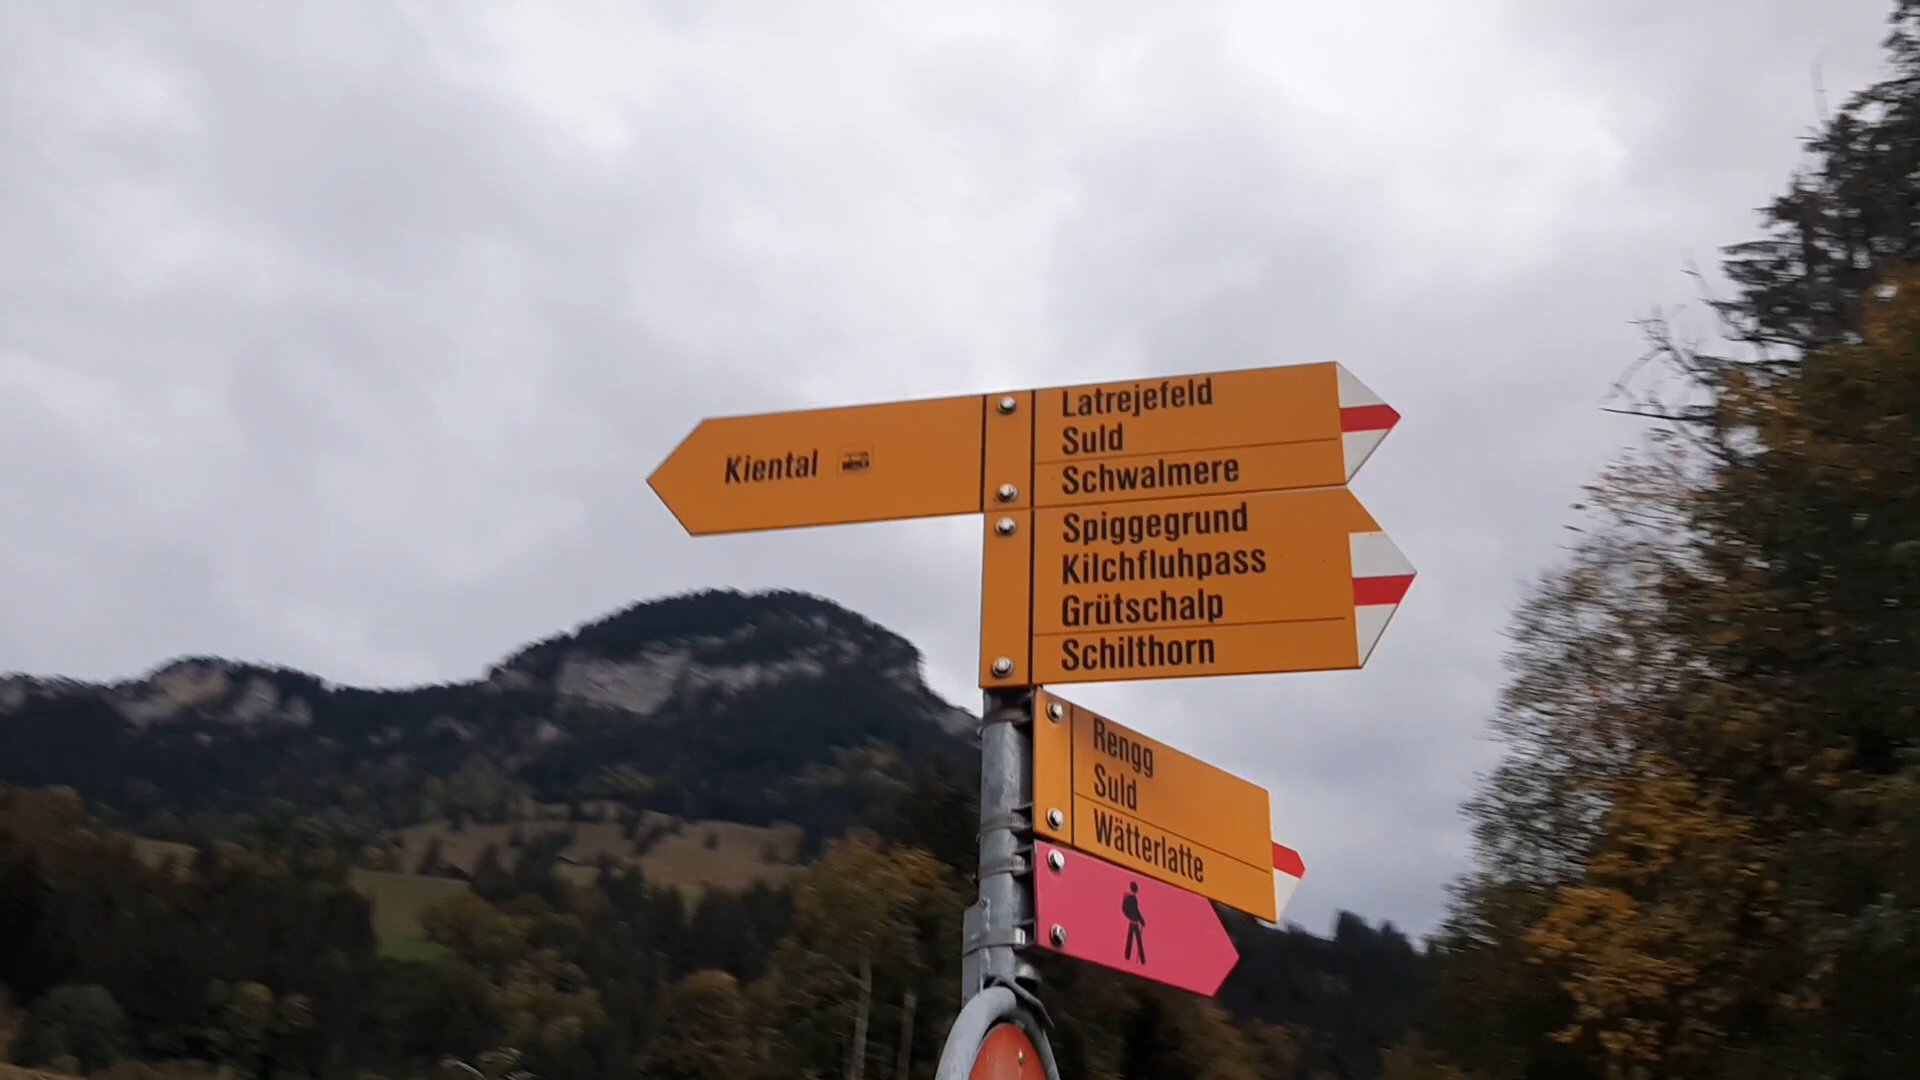 Kiental
Latrejefeld
Suld
Schwalmere
Spiggegrund
Kilchfluhpass
Grütschalp
Schilthorn
Rengg
Suld
Wätterlatte